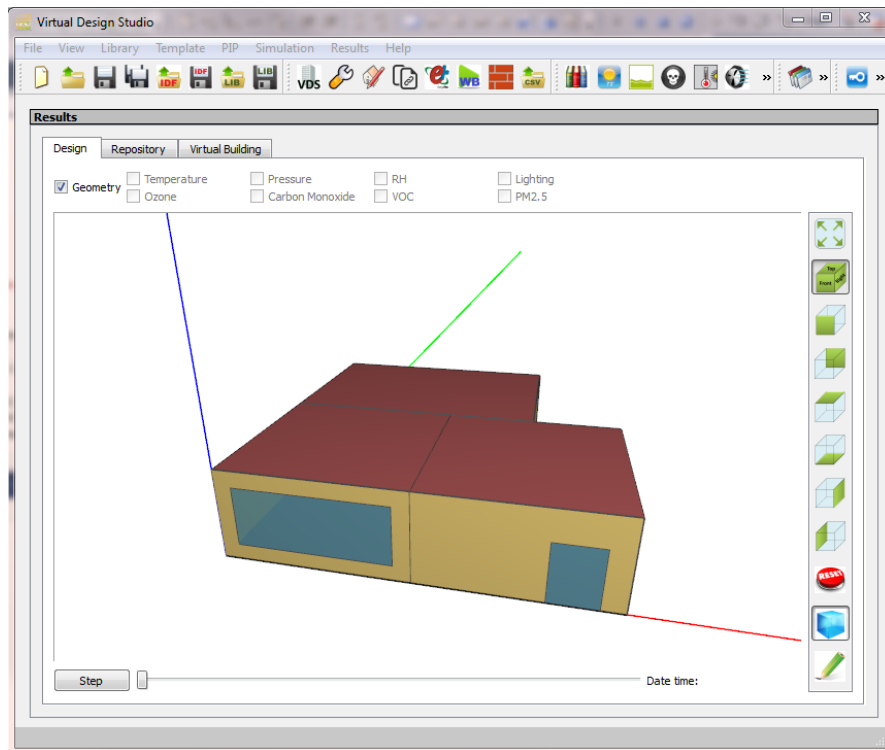 Virtual Design Studio
File View Library Template PIP Simulation Results Help
IDF IDF LIB LIB VDS WB CSV » » »
Results
Design Repository Virtual Building
Geometry Temperature Pressure RH Lighting
Ozone Carbon Monoxide VOC PM2.5
Top
Front
RESET
Step Date time: